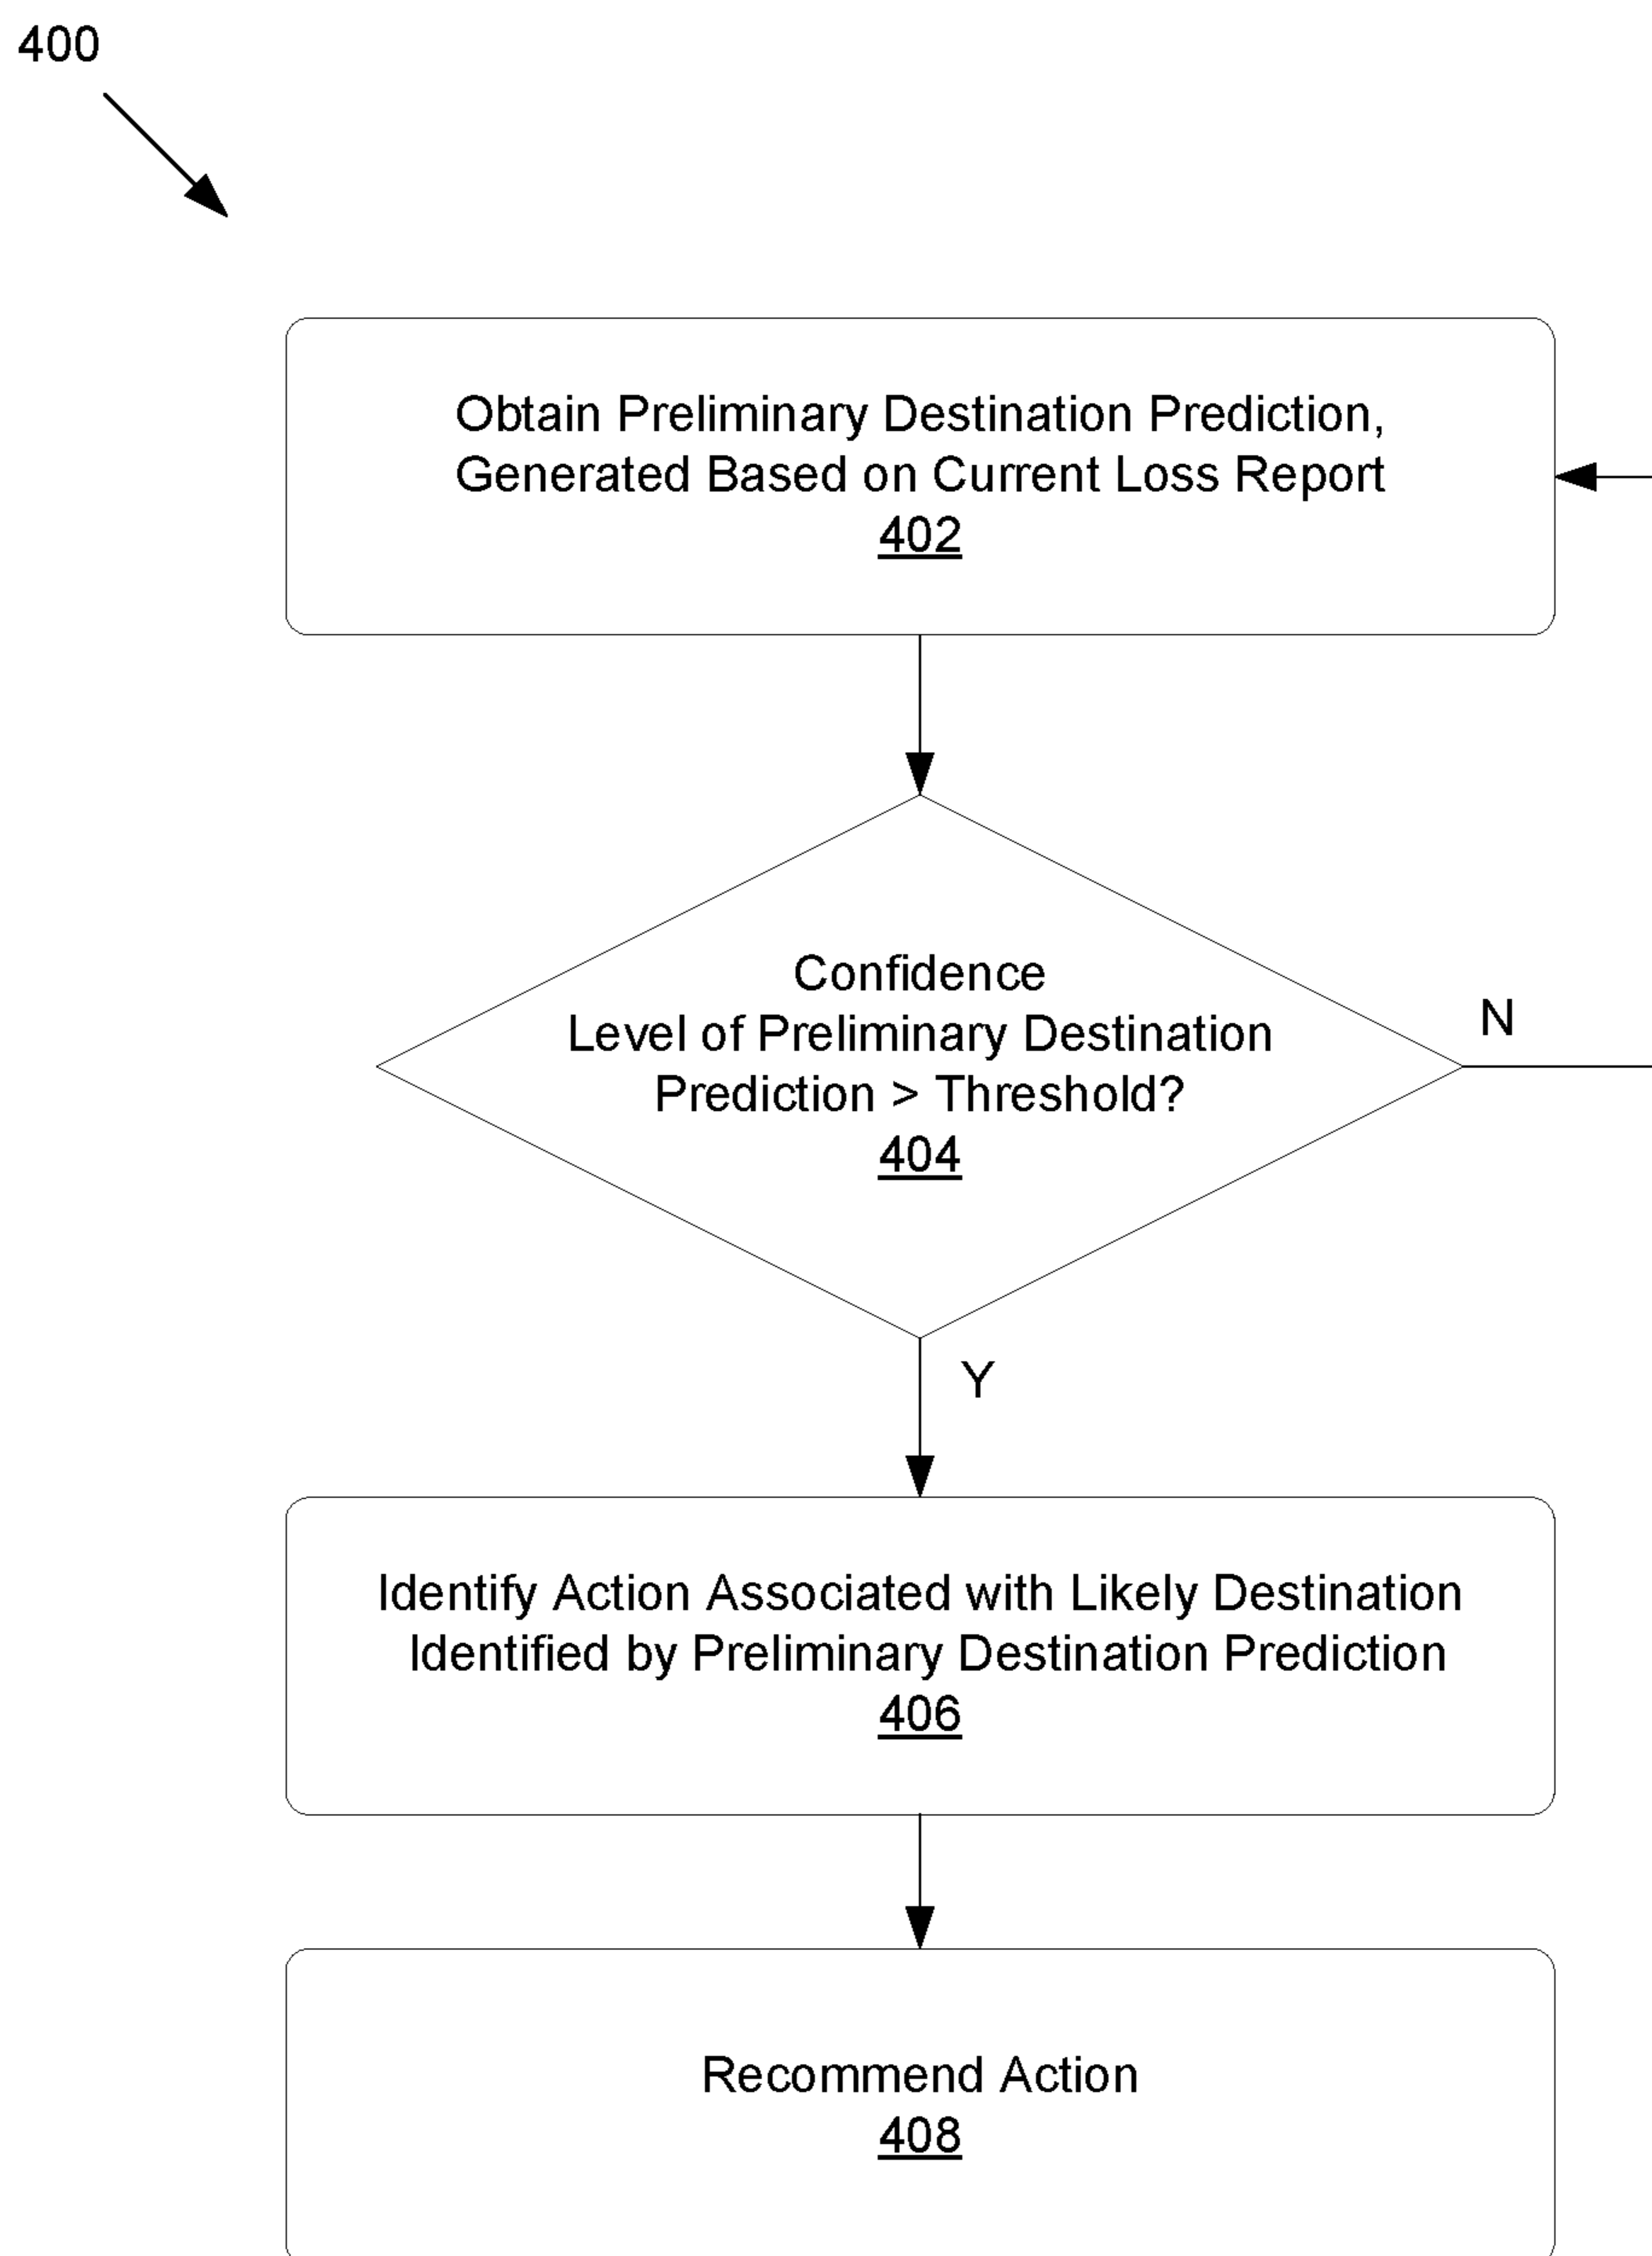 400
Obtain Preliminary Destination Prediction,
Generated Based on Current Loss Report
402
Confidence
Level of Preliminary Destination
Prediction > Threshold?
404
N
Y
Identify Action Associated with Likely Destination
Identified by Preliminary Destination Prediction
406
Recommend Action
408